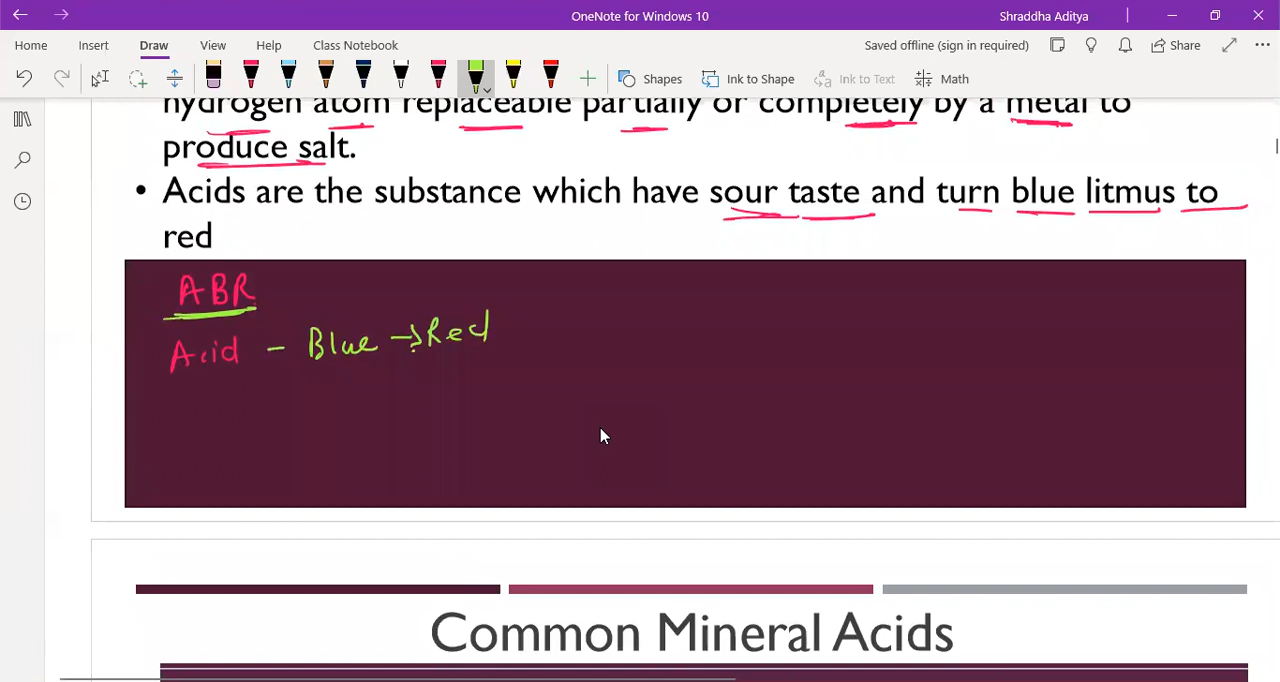 OneNote for Windows 10
Shraddha Aditya
Home Insert Draw View Help Class Notebook
Saved offline (sign in required)
Share
Shapes
Ink to Shape
Ink to Text
Math
hydrogen atom replaceable partially or completely by a metal to
produce salt.
• Acids are the substance which have sour taste and turn blue litmus to
red
ABR
Acid - Blue → Red
Common Mineral Acids